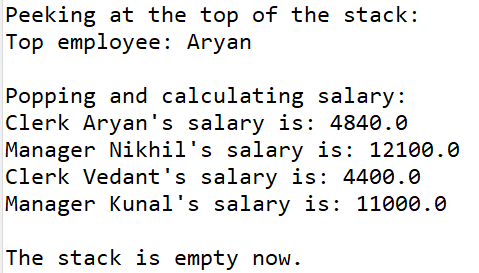 Peeking at the top of the stack:
Top employee: Aryan
Popping and calculating salary:
Clerk Aryan's salary is: 4840.0
Manager Nikhil's salary is: 12100.0
Clerk Vedant's salary is: 4400.0
Manager Kunal's salary is: 11000.0
The stack is empty now.